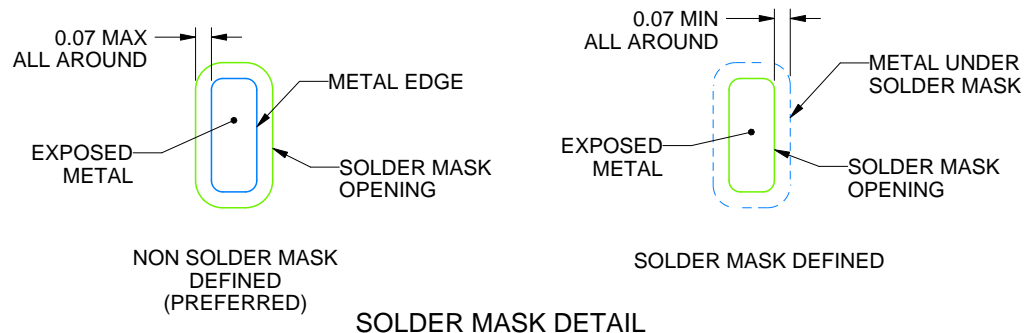 0.07 MAX
ALL AROUND
METAL EDGE
EXPOSED
METAL
SOLDER MASK
OPENING
NON SOLDER MASK
DEFINED
(PREFERRED)
0.07 MIN
ALL AROUND
METAL UNDER
SOLDER MASK
EXPOSED
METAL
SOLDER MASK
OPENING
SOLDER MASK DEFINED
SOLDER MASK DETAIL